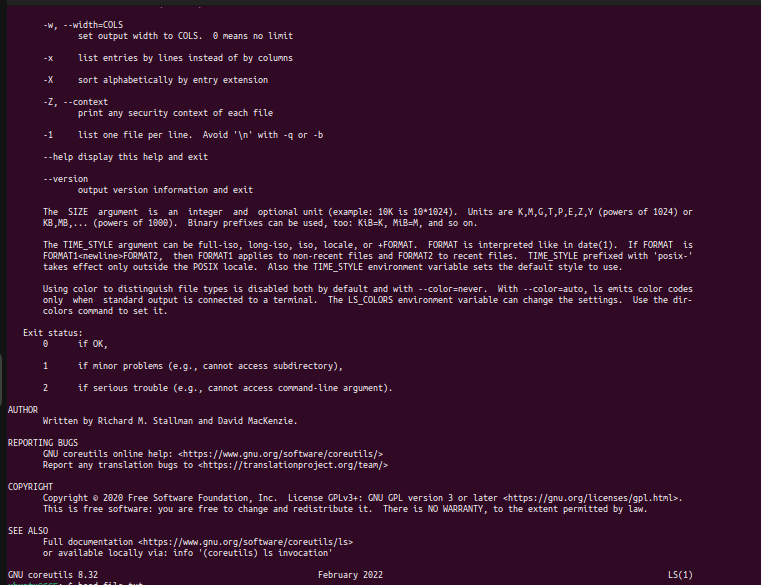 -w, --width=COLS
set output width to COLS.  0 means no limit
-x     list entries by lines instead of by columns
-X     sort alphabetically by entry extension
-Z, --context
print any security context of each file
-1     list one file per line.  Avoid '\n' with -q or -b
--help display this help and exit
--version
output version information and exit
The  SIZE  argument  is  an  integer  and  optional unit (example: 10K is 10*1024).  Units are K,M,G,T,P,E,Z,Y (powers of 1024) or
KB,MB,... (powers of 1000).  Binary prefixes can be used, too: KiB=K, MiB=M, and so on.
The TIME_STYLE argument can be full-iso, long-iso, iso, locale, or +FORMAT.  FORMAT is interpreted like in date(1).  If FORMAT  is
FORMAT1<newline>FORMAT2,  then FORMAT1 applies to non-recent files and FORMAT2 to recent files.  TIME_STYLE prefixed with 'posix-'
takes effect only outside the POSIX locale.  Also the TIME_STYLE environment variable sets the default style to use.
Using color to distinguish file types is disabled both by default and with --color=never.  With --color=auto, ls emits color codes
only  when  standard output is connected to a terminal.  The LS_COLORS environment variable can change the settings.  Use the dir‐
colors command to set it.
Exit status:
0      if OK,
1      if minor problems (e.g., cannot access subdirectory),
2      if serious trouble (e.g., cannot access command-line argument).
AUTHOR
Written by Richard M. Stallman and David MacKenzie.
REPORTING BUGS
GNU coreutils online help: <https://www.gnu.org/software/coreutils/>
Report any translation bugs to <https://translationproject.org/team/>
COPYRIGHT
Copyright © 2020 Free Software Foundation, Inc.  License GPLv3+: GNU GPL version 3 or later <https://gnu.org/licenses/gpl.html>.
This is free software: you are free to change and redistribute it.  There is NO WARRANTY, to the extent permitted by law.
SEE ALSO
Full documentation <https://www.gnu.org/software/coreutils/ls>
or available locally via: info '(coreutils) ls invocation'
GNU coreutils 8.32 February 2022 LS(1)